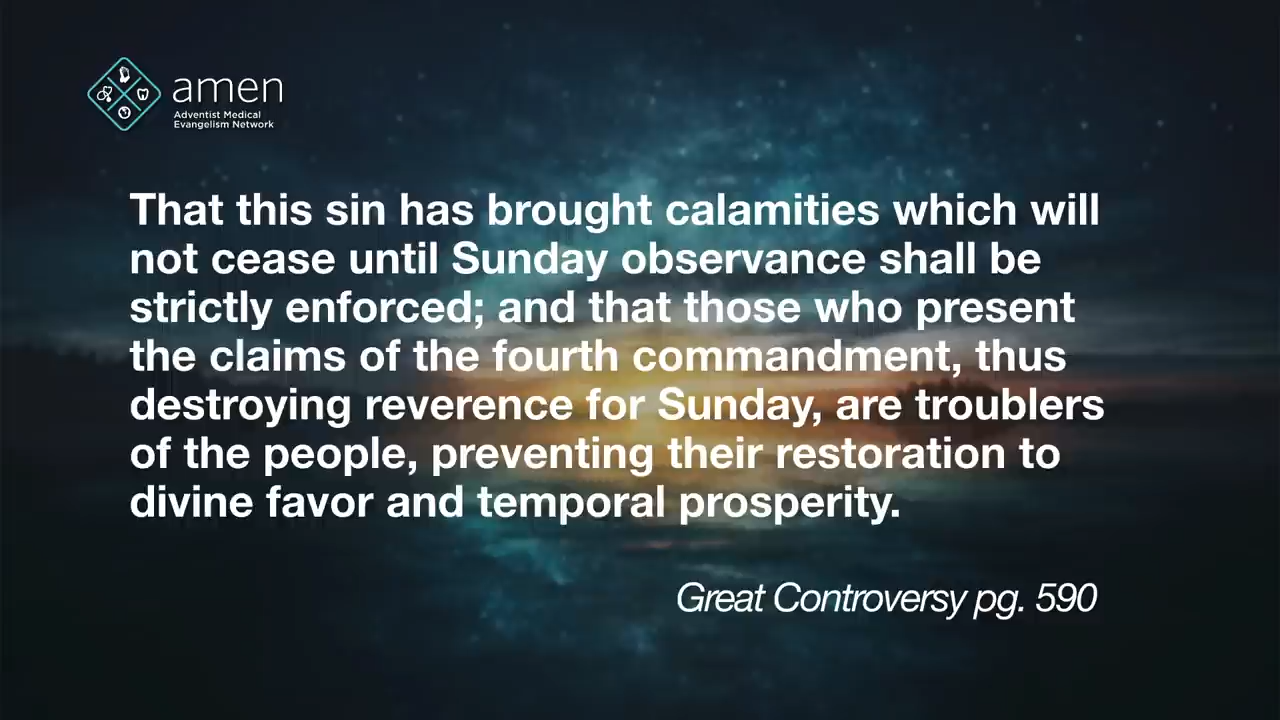 amen
Adventist Medical
Evangelism Network
That this sin has brought calamities which will
not cease until Sunday observance shall be
strictly enforced; and that those who present
the claims of the fourth commandment, thus
destroying reverence for Sunday, are troublers
of the people, preventing their restoration to
divine favor and temporal prosperity.
Great Controversy pg. 590